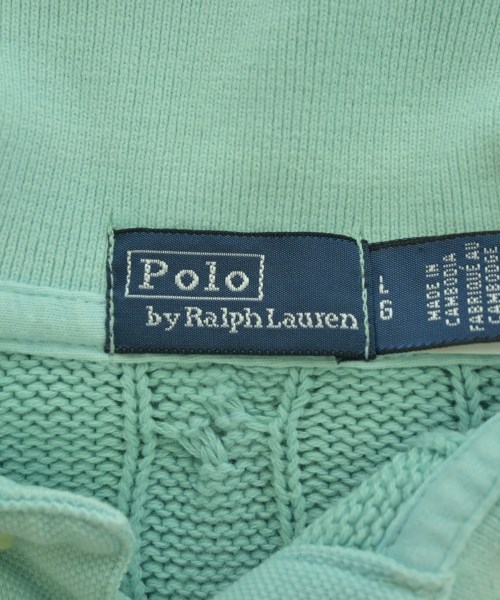 Polo
by Ralph Lauren
L
G
MADE IN
CAMBODIA
FABRIQUE AU
CAMBODGE